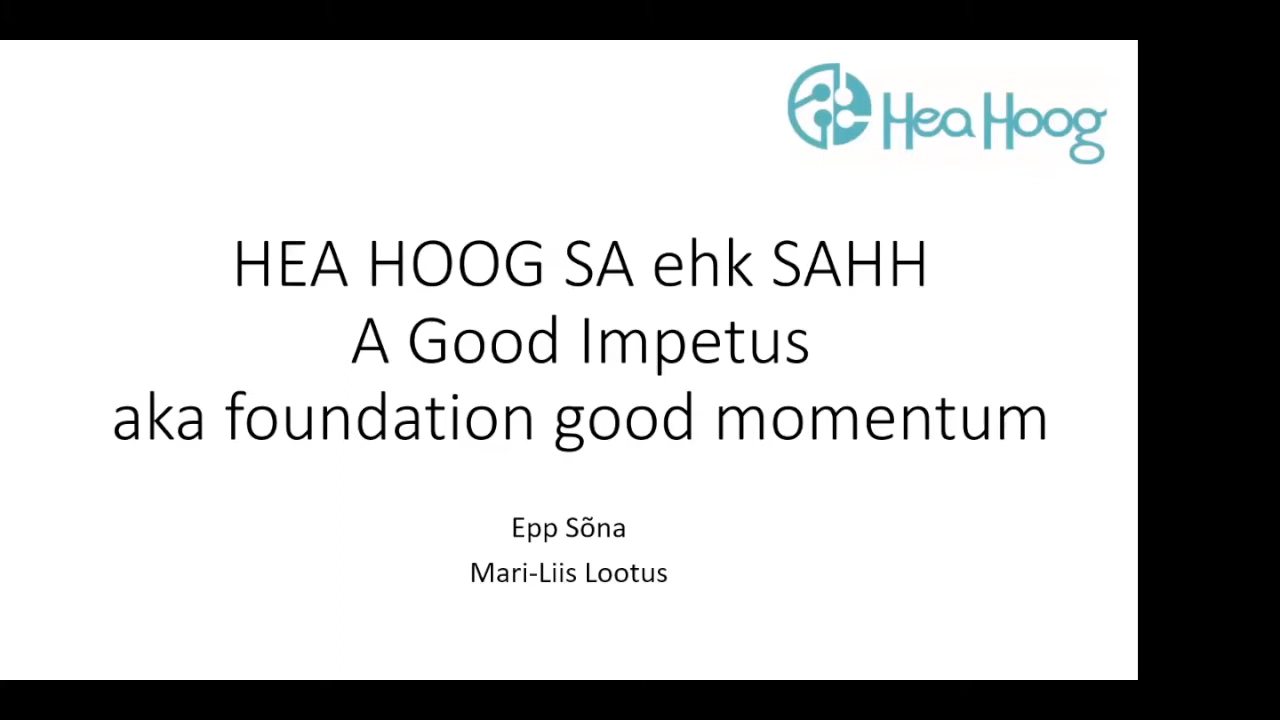 Hea Hoog
HEA HOOG SA ehk SAHH
A Good Impetus
aka foundation good momentum
Epp Sõna
Mari-Liis Lootus